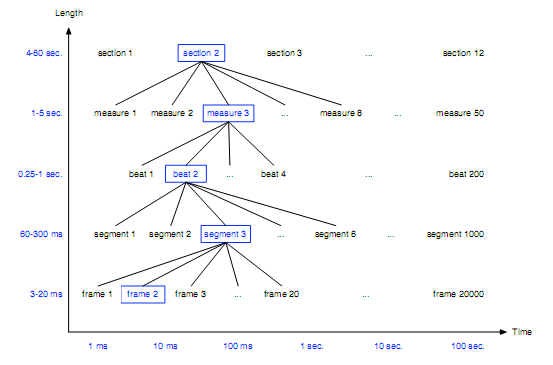 Length
4-60 sec. section 1 section 2 section 3 ... section 12
1-5 sec. measure 1 measure 2 measure 3 ... measure 8 ... measure 50
0.25-1 sec. beat 1 beat 2 ... beat 4 ... beat 200
60-300 ms segment 1 segment 2 segment 3 ... segment 6 ... segment 1000
3-20 ms frame 1 frame 2 frame 3 ... frame 20 ... frame 20000
Time
1 ms 10 ms 100 ms 1 sec. 10 sec. 100 sec.